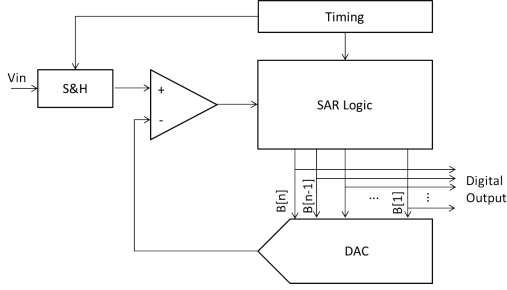 Timing
Vin
S&H
+
-
SAR Logic
B[n]
B[n-1]
...
B[1]
...
Digital
Output
DAC